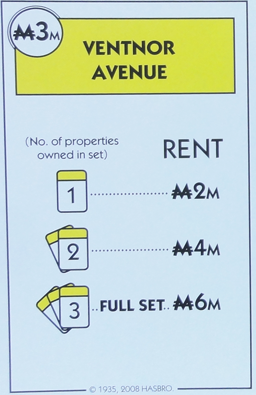 ₩3M
VENTNOR
AVENUE
(No. of properties
owned in set)
RENT
1 ₩2M
2 ₩4M
3 ..FULL SET.. ₩6M
© 1935, 2008 HASBRO.